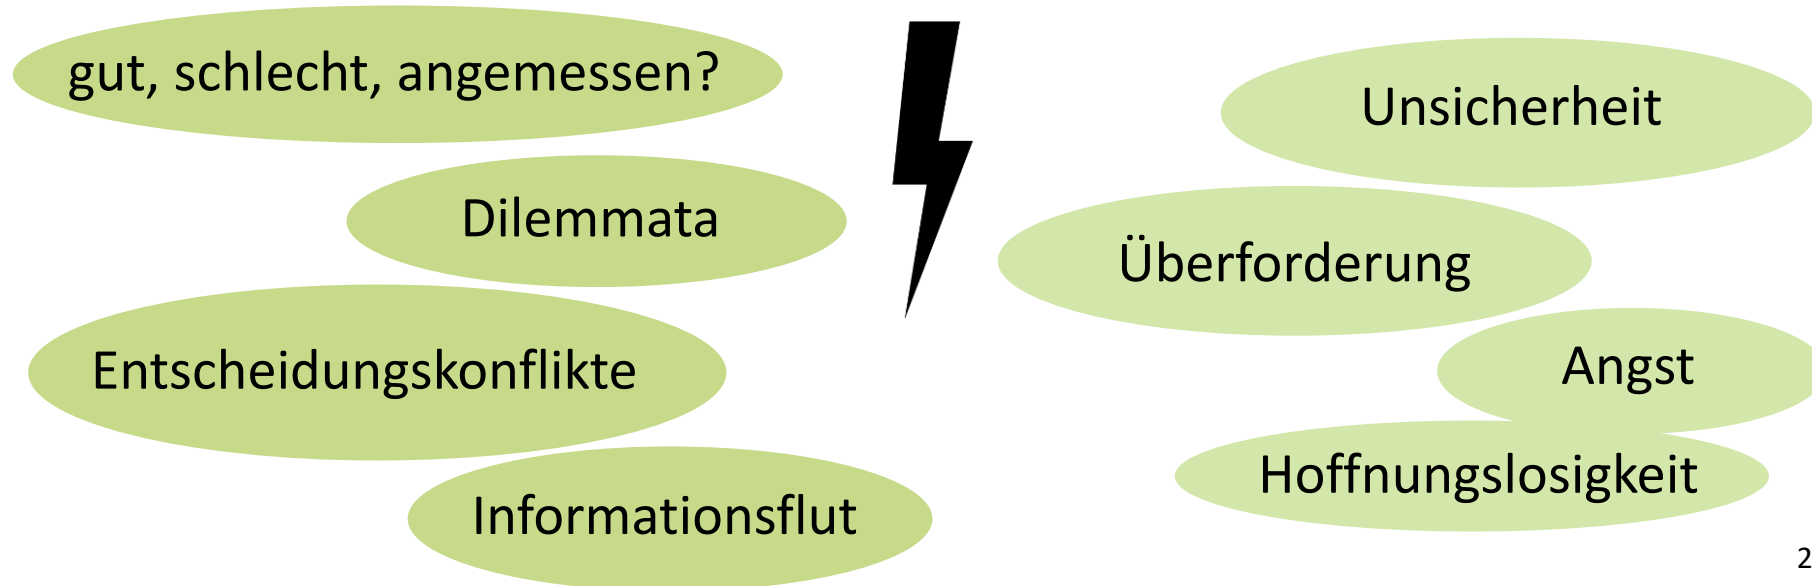 gut, schlecht, angemessen?
Dilemmata
Entscheidungskonflikte
Informationsflut
Unsicherheit
Überforderung
Angst
Hoffnungslosigkeit
2